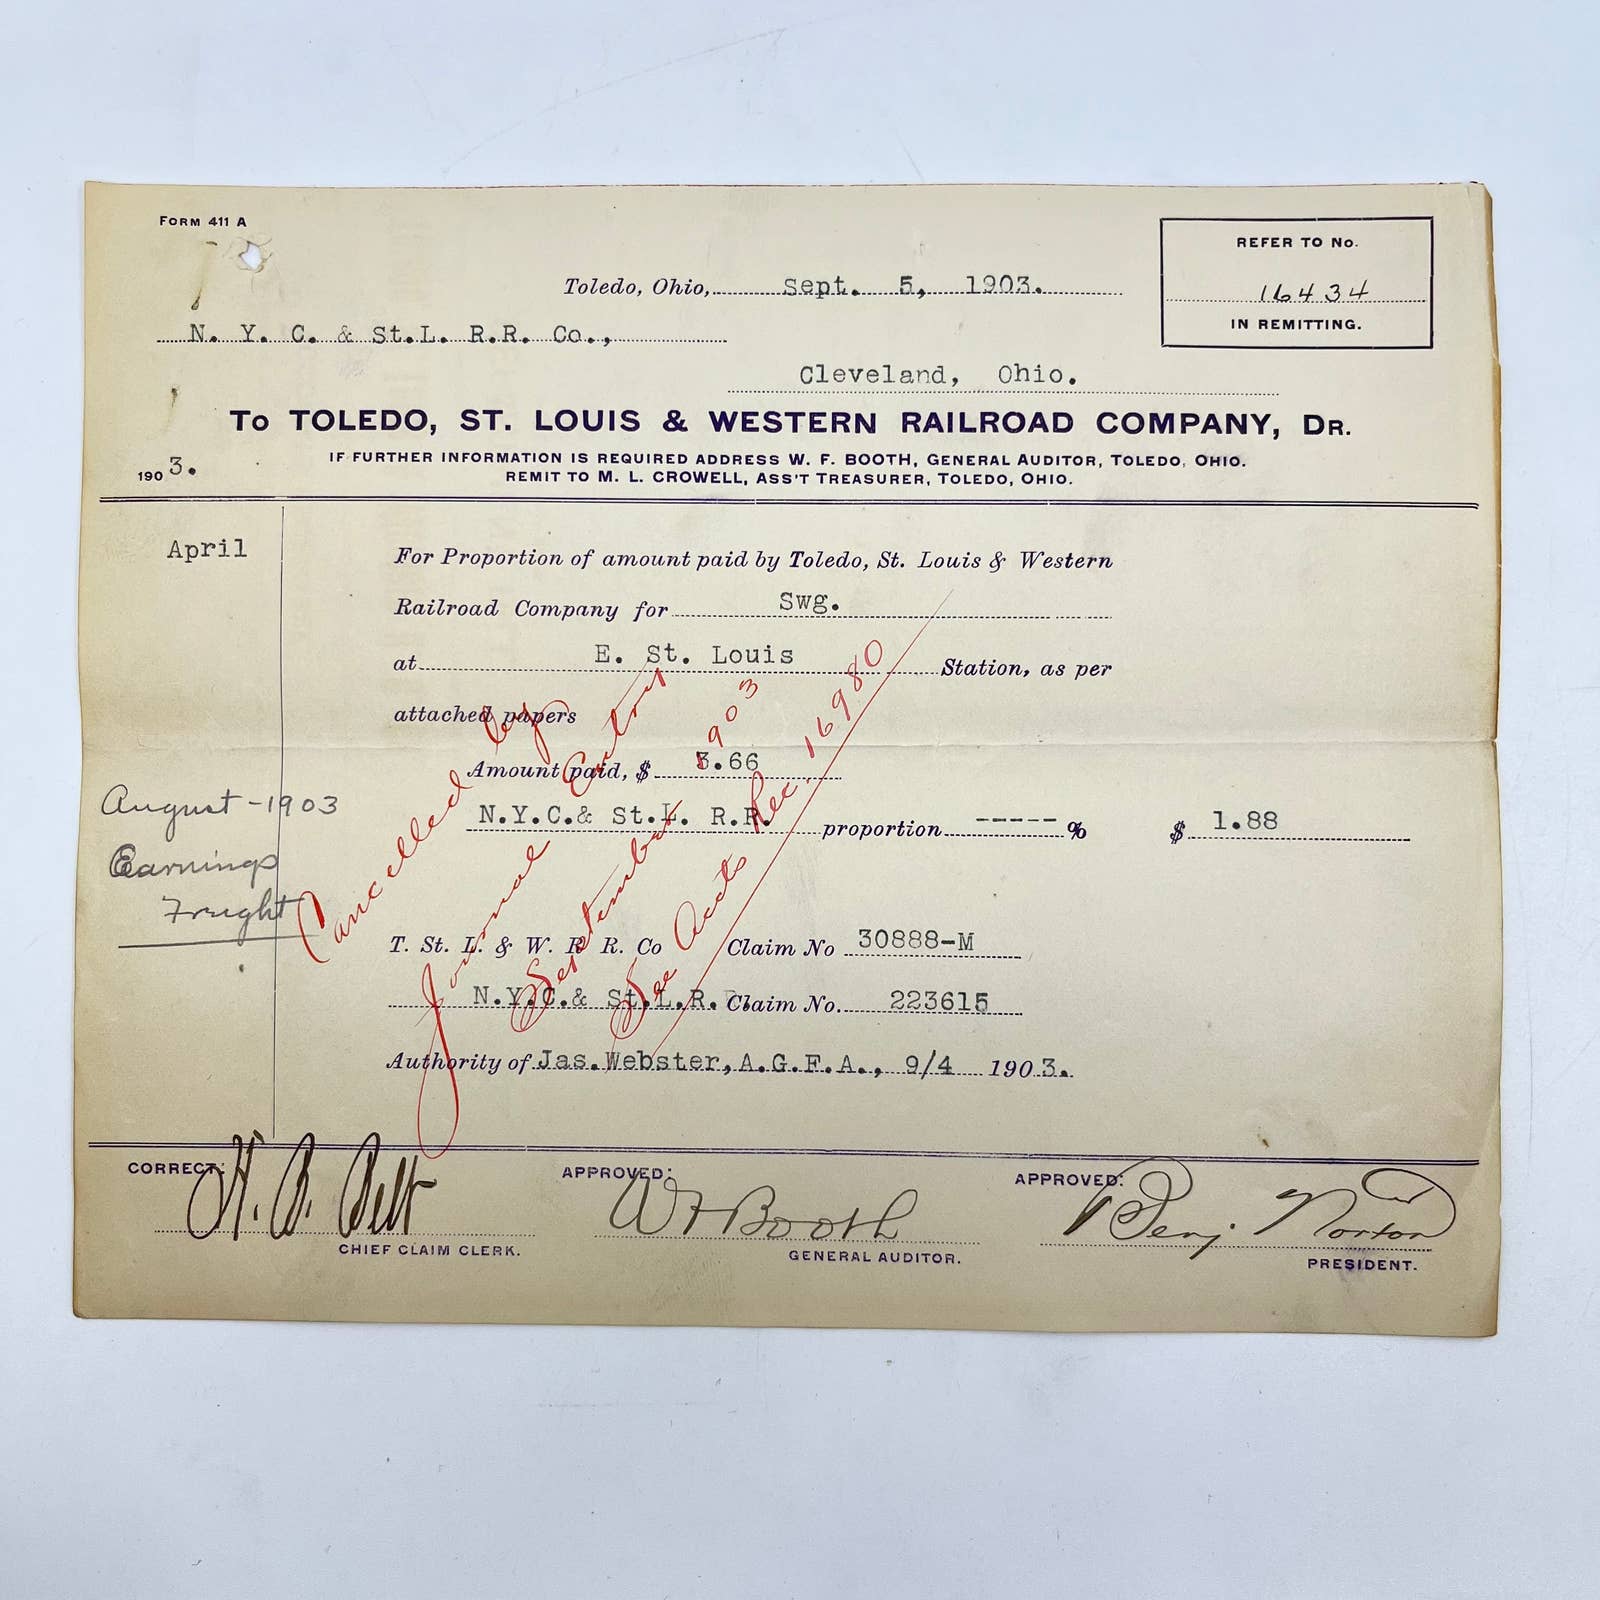 FORM 411 A
REFER TO No.
16434
IN REMITTING.
Toledo, Ohio, Sept. 5, 1903.
N. Y. C. & St.L. R.R. Co.,
Cleveland, Ohio.
To TOLEDO, ST. LOUIS & WESTERN RAILROAD COMPANY, DR.
IF FURTHER INFORMATION IS REQUIRED ADDRESS W. F. BOOTH, GENERAL AUDITOR, TOLEDO, OHIO.
1903.
REMIT TO M. L. CROWELL, ASS'T TREASURER, TOLEDO, OHIO.
April
For Proportion of amount paid by Toledo, St. Louis & Western
Railroad Company for Swg.
at E. St. Louis Station, as per
attached papers
Amount paid, $ 3.66
August-1903
Earnings
Freight
N.Y.C.& St.L. R.R. proportion ----- % $ 1.88
Cancelled by
Journal Entry
September 1903
See Accts Rec. 16980
T. St. L. & W. R. R. Co Claim No 30888-M
N.Y.C.& St.L.R. Claim No. 223615
Authority of Jas.Webster,A.G.F.A., 9/4 1903.
CORRECT: H. B. Belt
CHIEF CLAIM CLERK.
APPROVED: W F Booth
GENERAL AUDITOR.
APPROVED: Benj. Norton
PRESIDENT.